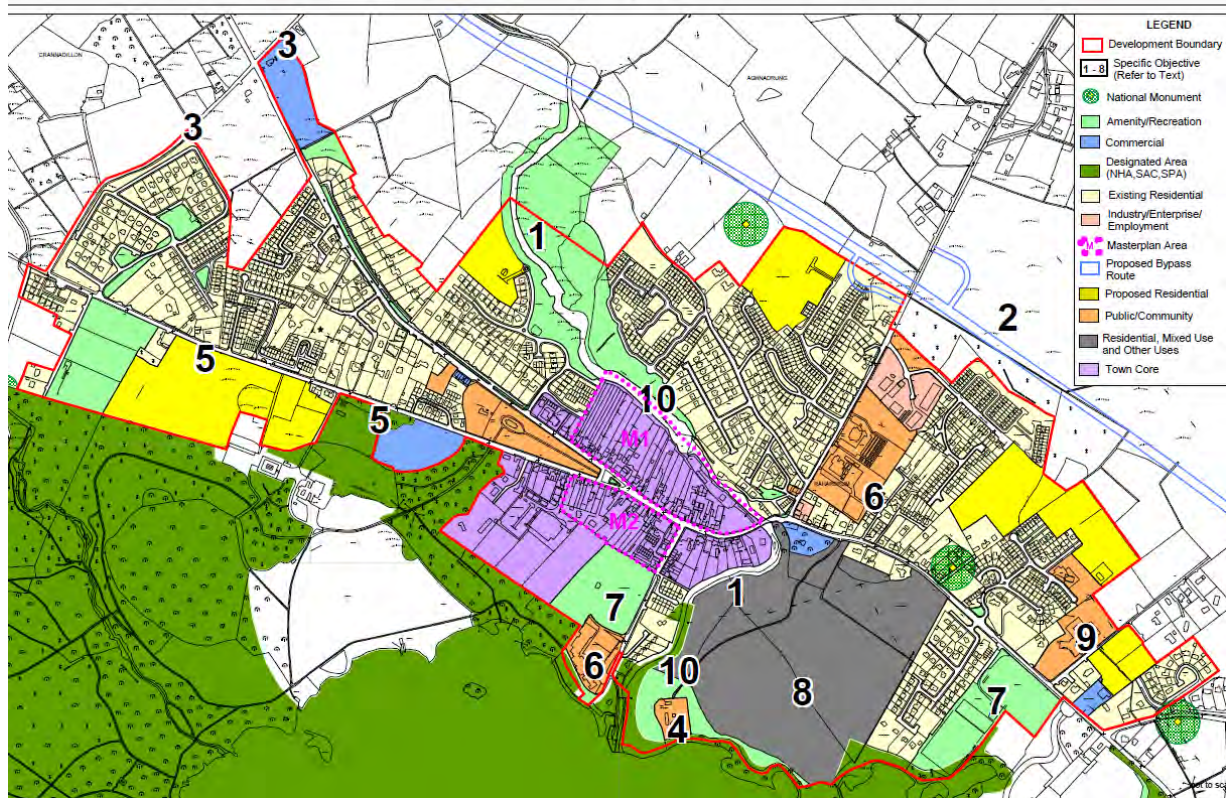 CRANNADILLON
3
3
AGHNADRUNG
1
2
5
5
10
M1
M2
6
7
1
6
10
4
8
7
9
LEGEND
Development Boundary
1 - 8
Specific Objective
(Refer to Text)
National Monument
Amenity/Recreation
Commercial
Designated Area
(NHA,SAC,SPA)
Existing Residential
Industry/Enterprise/
Employment
M
Masterplan Area
Proposed Bypass
Route
Proposed Residential
Public/Community
Residential, Mixed Use
and Other Uses
Town Core